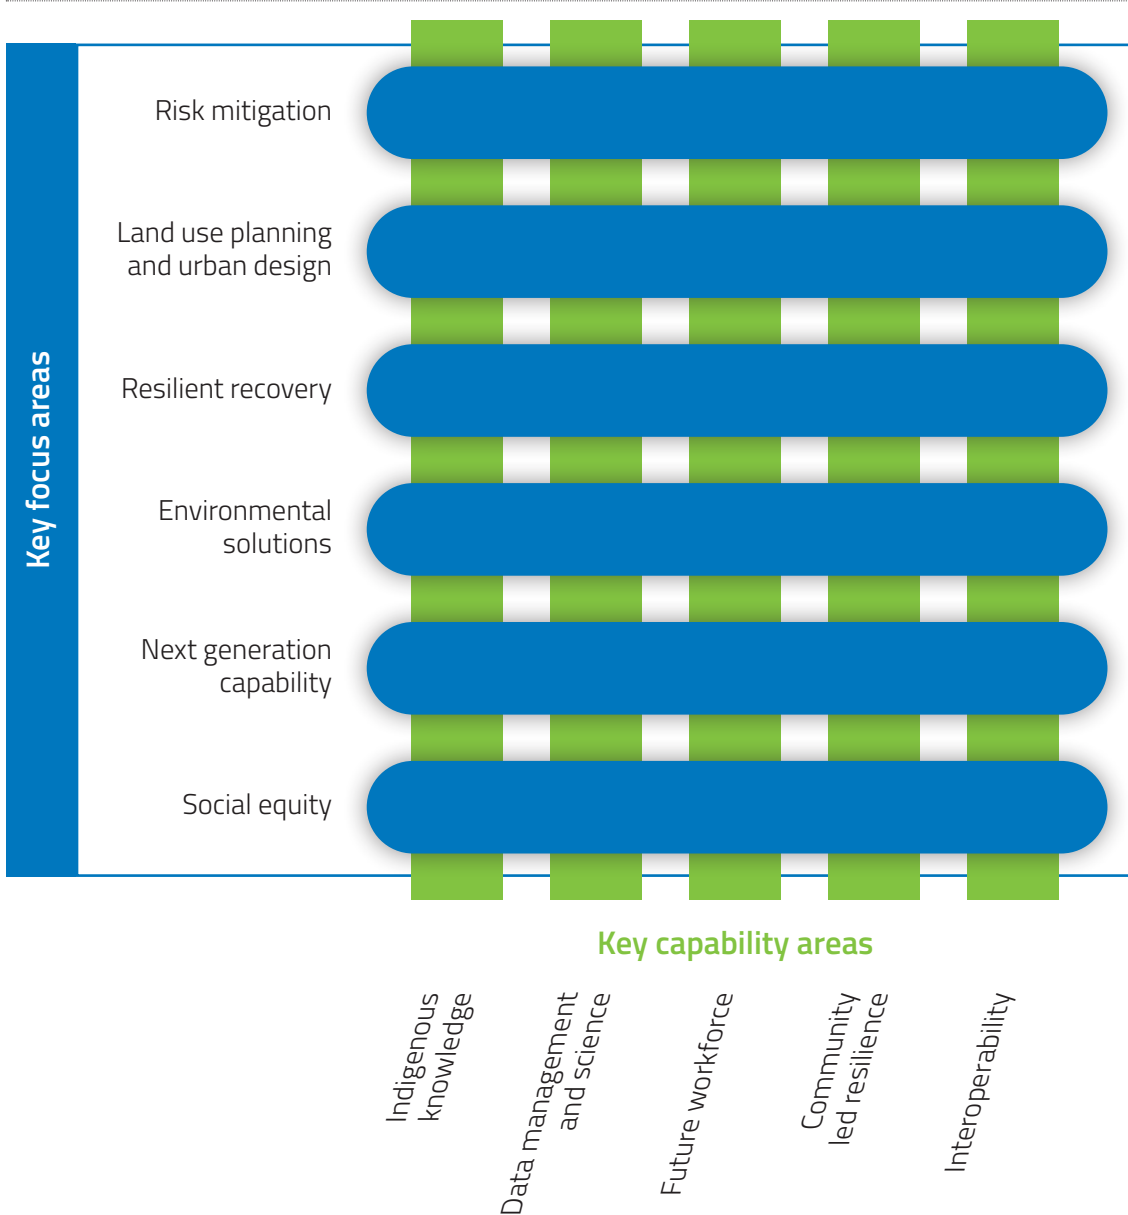 Key focus areas
Risk mitigation
Land use planning
and urban design
Resilient recovery
Environmental
solutions
Next generation
capability
Social equity
Key capability areas
Indigenous
knowledge
Data management
and science
Future workforce
Community
led resilience
Interoperability